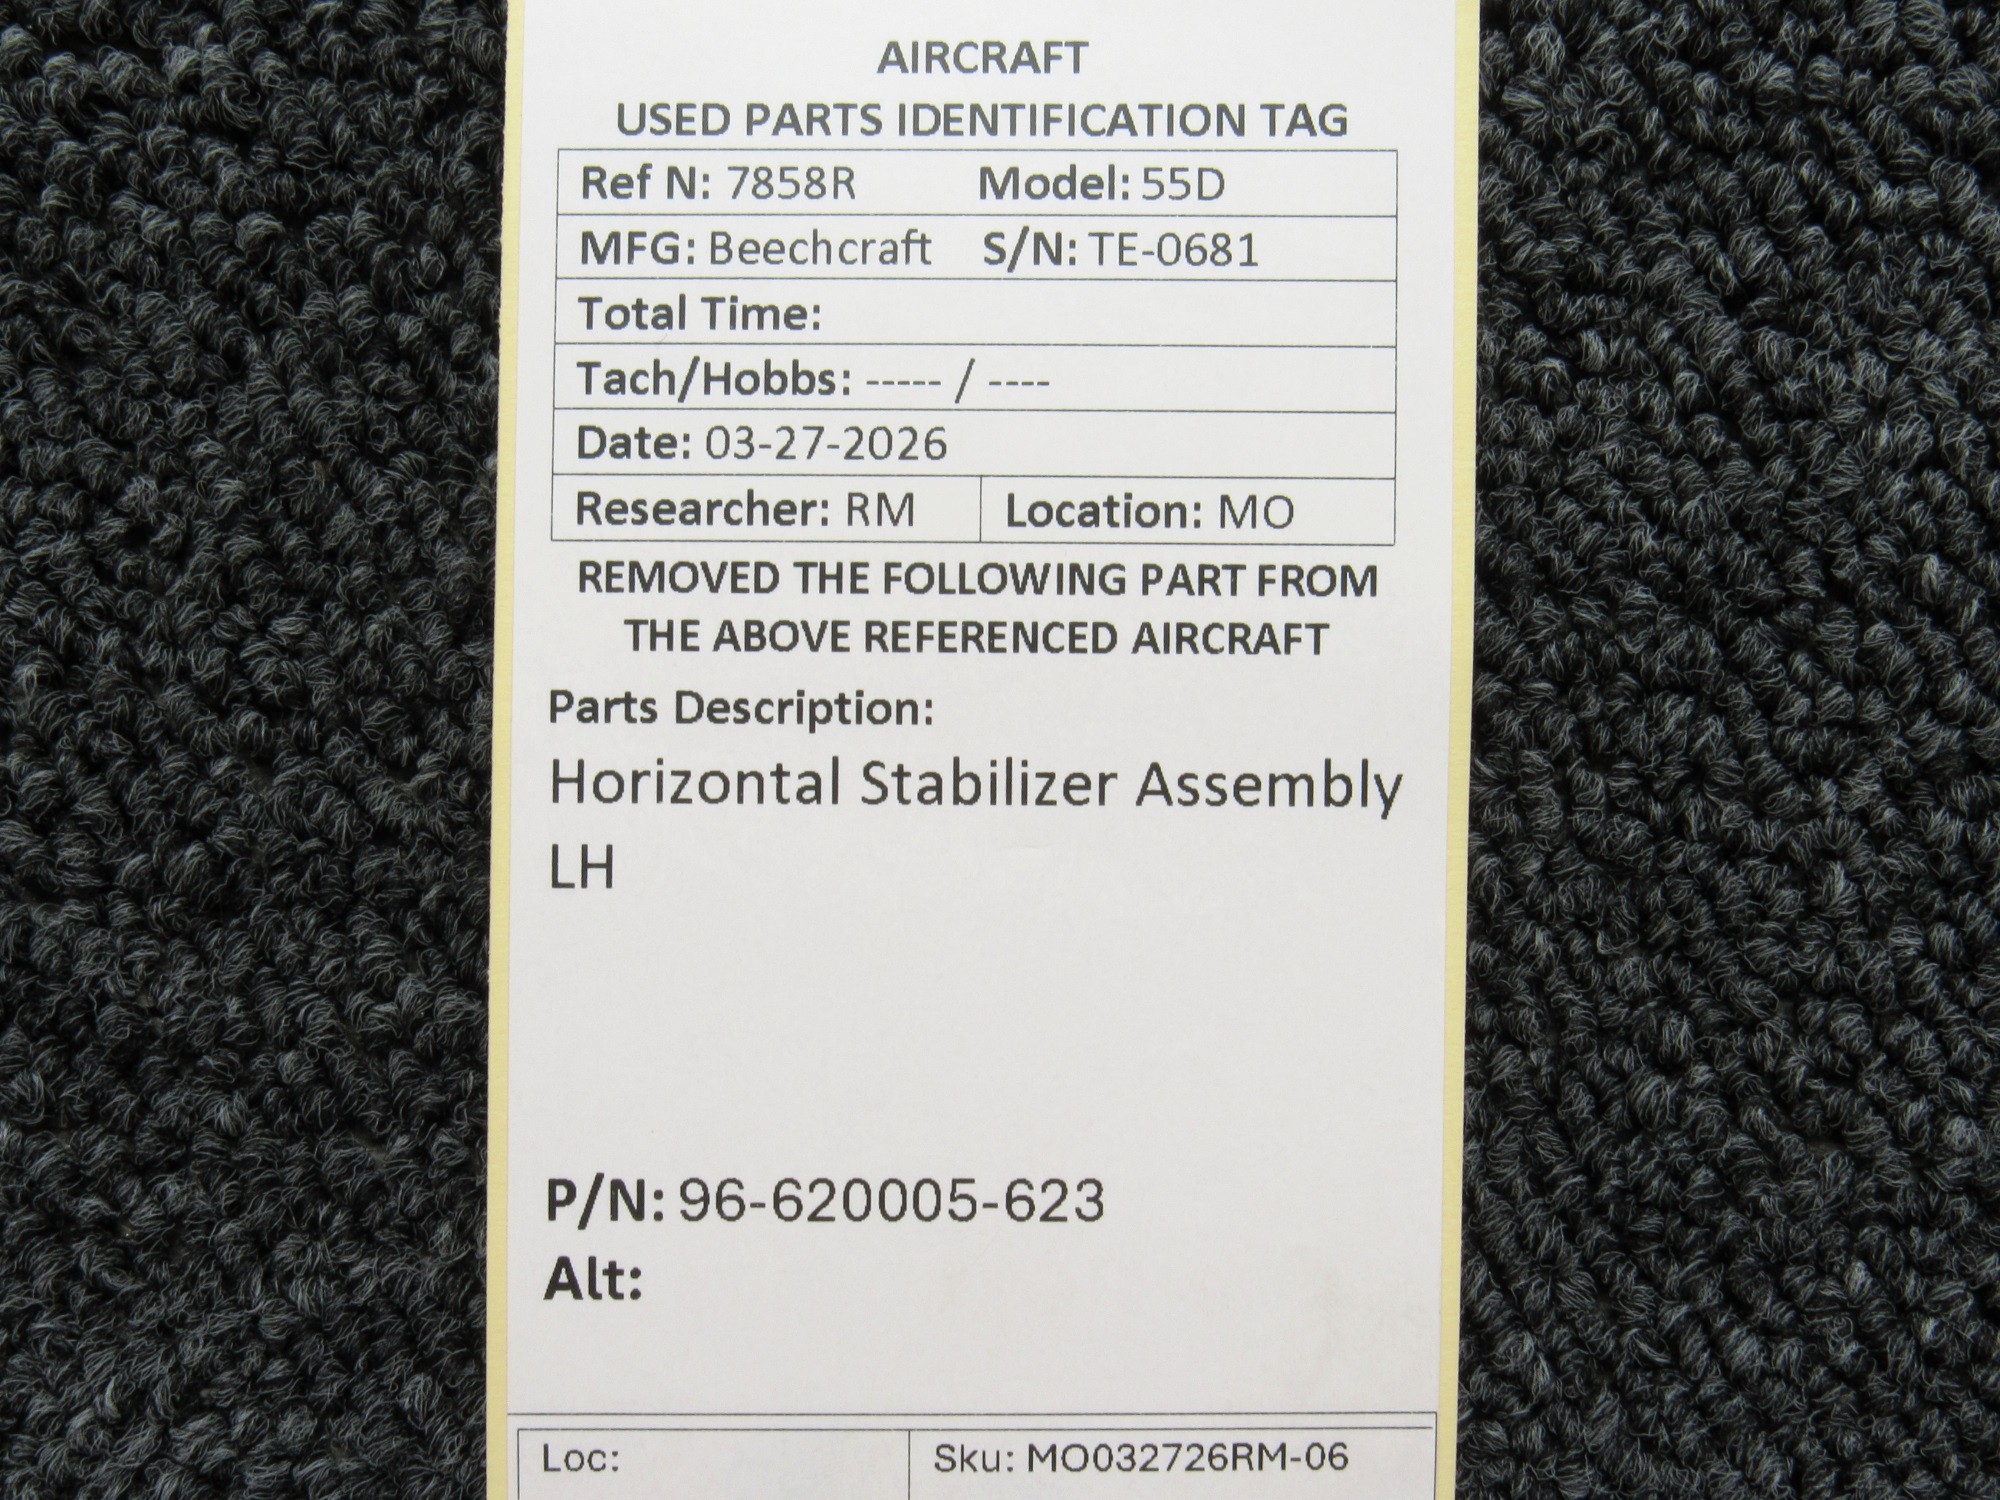 AIRCRAFT
USED PARTS IDENTIFICATION TAG
Ref N: 7858R Model: 55D
MFG: Beechcraft S/N: TE-0681
Total Time:
Tach/Hobbs: ----- / ----
Date: 03-27-2026
Researcher: RM Location: MO
REMOVED THE FOLLOWING PART FROM
THE ABOVE REFERENCED AIRCRAFT
Parts Description:
Horizontal Stabilizer Assembly
LH
P/N: 96-620005-623
Alt:
Loc: Sku: MO032726RM-06